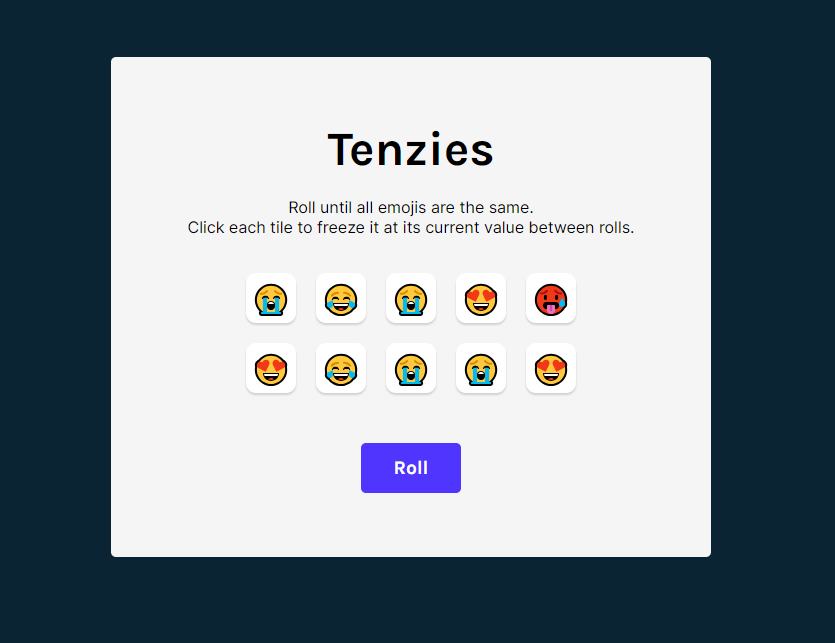 Tenzies
Roll until all emojis are the same.
Click each tile to freeze it at its current value between rolls.
Roll